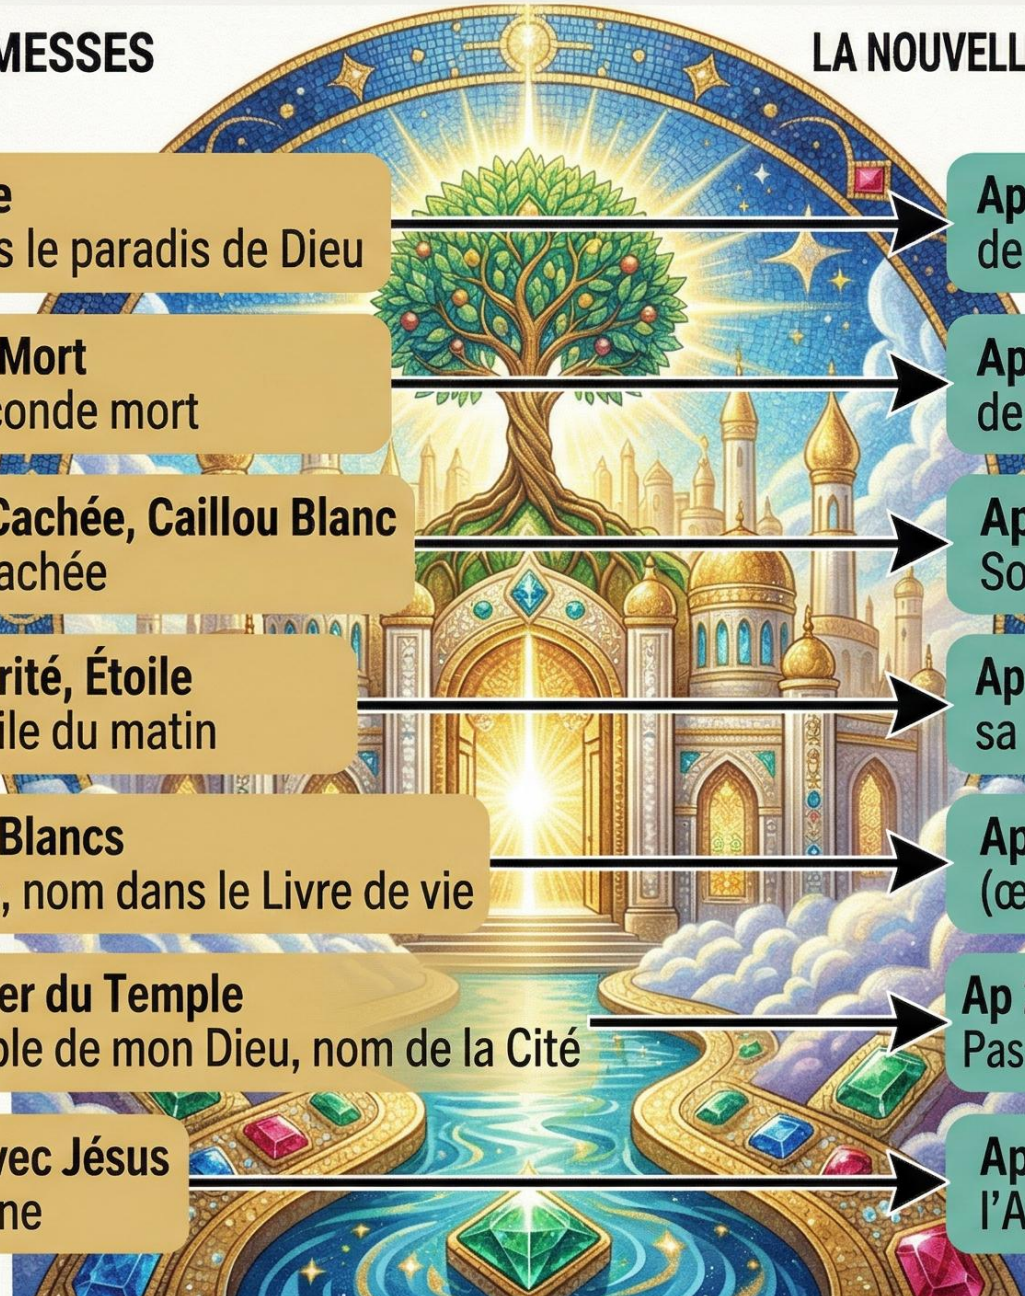 MESSES
LA NOUVELL
e
s le paradis de Dieu
Ap
de
Mort
conde mort
Ap
de
Cachée, Caillou Blanc
achée
Ap
So
rité, Étoile
ile du matin
Ap
sa
Blancs
, nom dans le Livre de vie
Ap
(œ
er du Temple
ple de mon Dieu, nom de la Cité
Ap
Pas
vec Jésus
ne
Ap
l'A